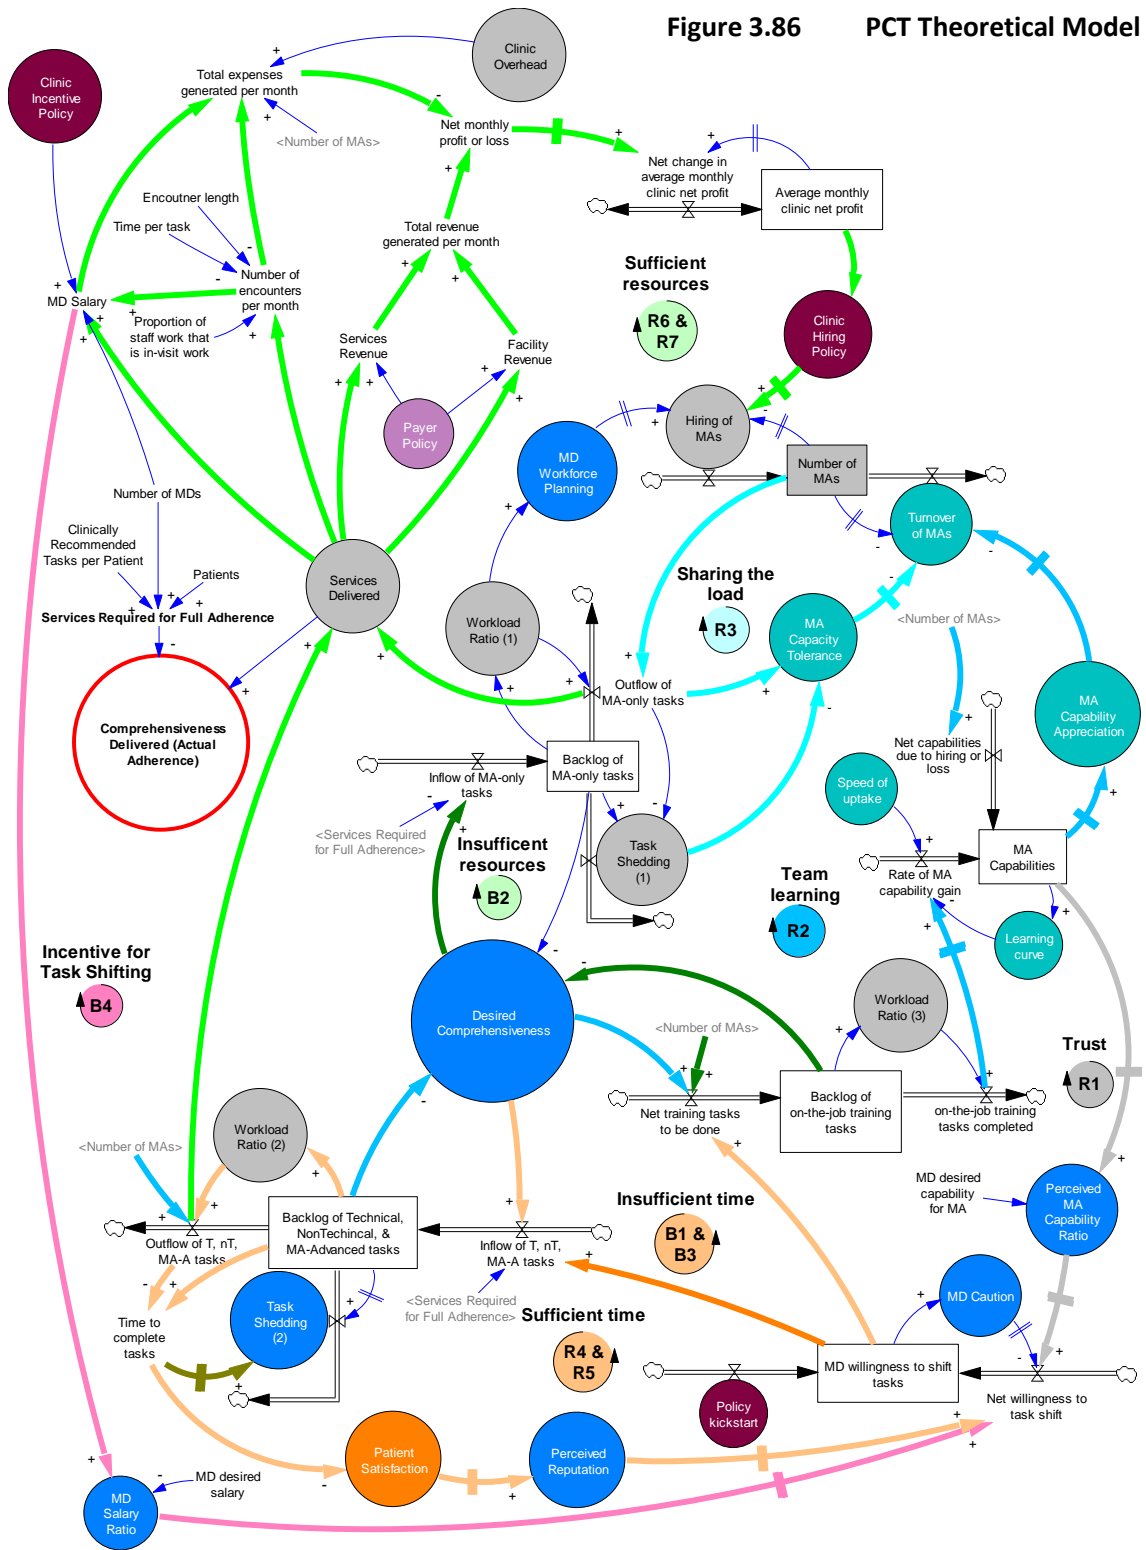 Figure 3.86 PCT Theoretical Model
Clinic
Overhead
Clinic
Incentive
Policy
Total expenses
generated per month
<Number of MAs>
Net monthly
profit or loss
Net change in
average monthly
clinic net profit
Average monthly
clinic net profit
Encoutner length
Time per task
Total revenue
generated per month
Number of
encounters
per month
MD Salary
Proportion of
staff work that
is in-visit work
Services
Revenue
Facility
Revenue
Sufficient
resources
R6 &
R7
Clinic
Hiring
Policy
Payer
Policy
Hiring of
MAs
MD
Workforce
Planning
Number of
MAs
Turnover
of MAs
Number of MDs
Clinically
Recommended
Tasks per Patient
Patients
Services Required for Full Adherence
Services
Delivered
Workload
Ratio (1)
Sharing the
load
R3
MA
Capacity
Tolerance
<Number of MAs>
Comprehensiveness
Delivered (Actual
Adherence)
Outflow of
MA-only tasks
MA
Capability
Appreciation
Net capabilities
due to hiring or
loss
Backlog of
MA-only tasks
Inflow of MA-only
tasks
Speed of
uptake
<Services Required
for Full Adherence>
Insufficent
resources
B2
Task
Shedding
(1)
MA
Capabilities
Rate of MA
capability gain
Team
learning
R2
Learning
curve
Incentive for
Task Shifting
B4
Desired
Comprehensiveness
Workload
Ratio (3)
<Number of MAs>
Trust
R1
Backlog of
on-the-job training
tasks
Net training tasks
to be done
on-the-job training
tasks completed
Workload
Ratio (2)
<Number of MAs>
MD desired
capability
for MA
Perceived
MA
Capability
Ratio
Insufficient time
B1 &
B3
Backlog of Technical,
NonTechincal, &
MA-Advanced tasks
Outflow of T, nT,
MA-A tasks
Inflow of T, nT,
MA-A tasks
<Services Required
for Full Adherence>
Sufficient time
R4 &
R5
MD Caution
Task
Shedding
(2)
Time to
complete
tasks
MD willingness to shift
tasks
Net willingness to
task shift
Policy
kickstart
Patient
Satisfaction
Perceived
Reputation
MD desired
salary
MD
Salary
Ratio